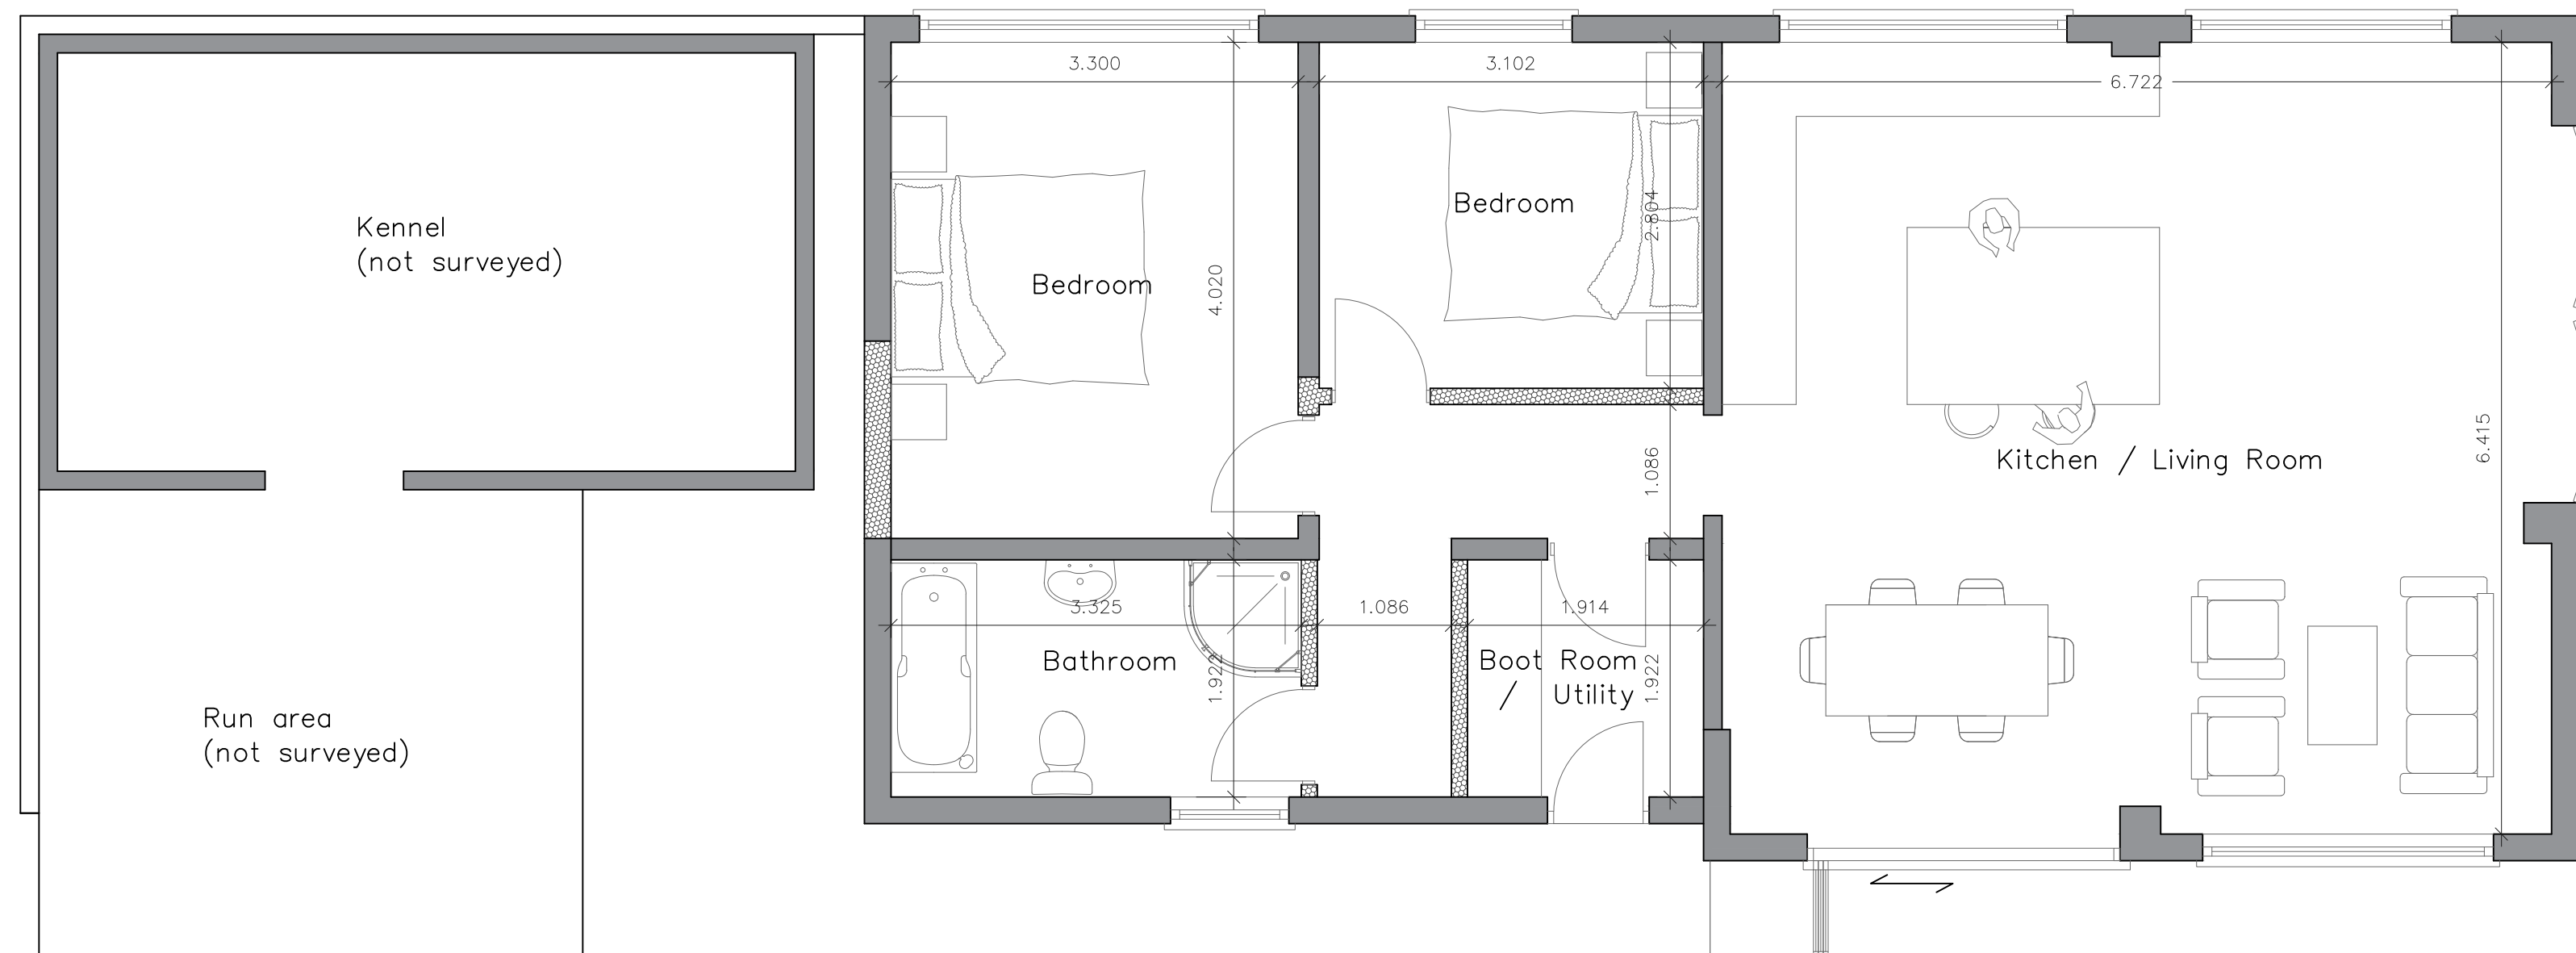 3.300
3.102
6.722
Kennel
(not surveyed)
Bedroom
2.804
Bedroom
4.020
1.086
6.415
Kitchen / Living Room
3.325
1.086
1.914
Bathroom
1.922
Boot Room
/ Utility
1.922
Run area
(not surveyed)